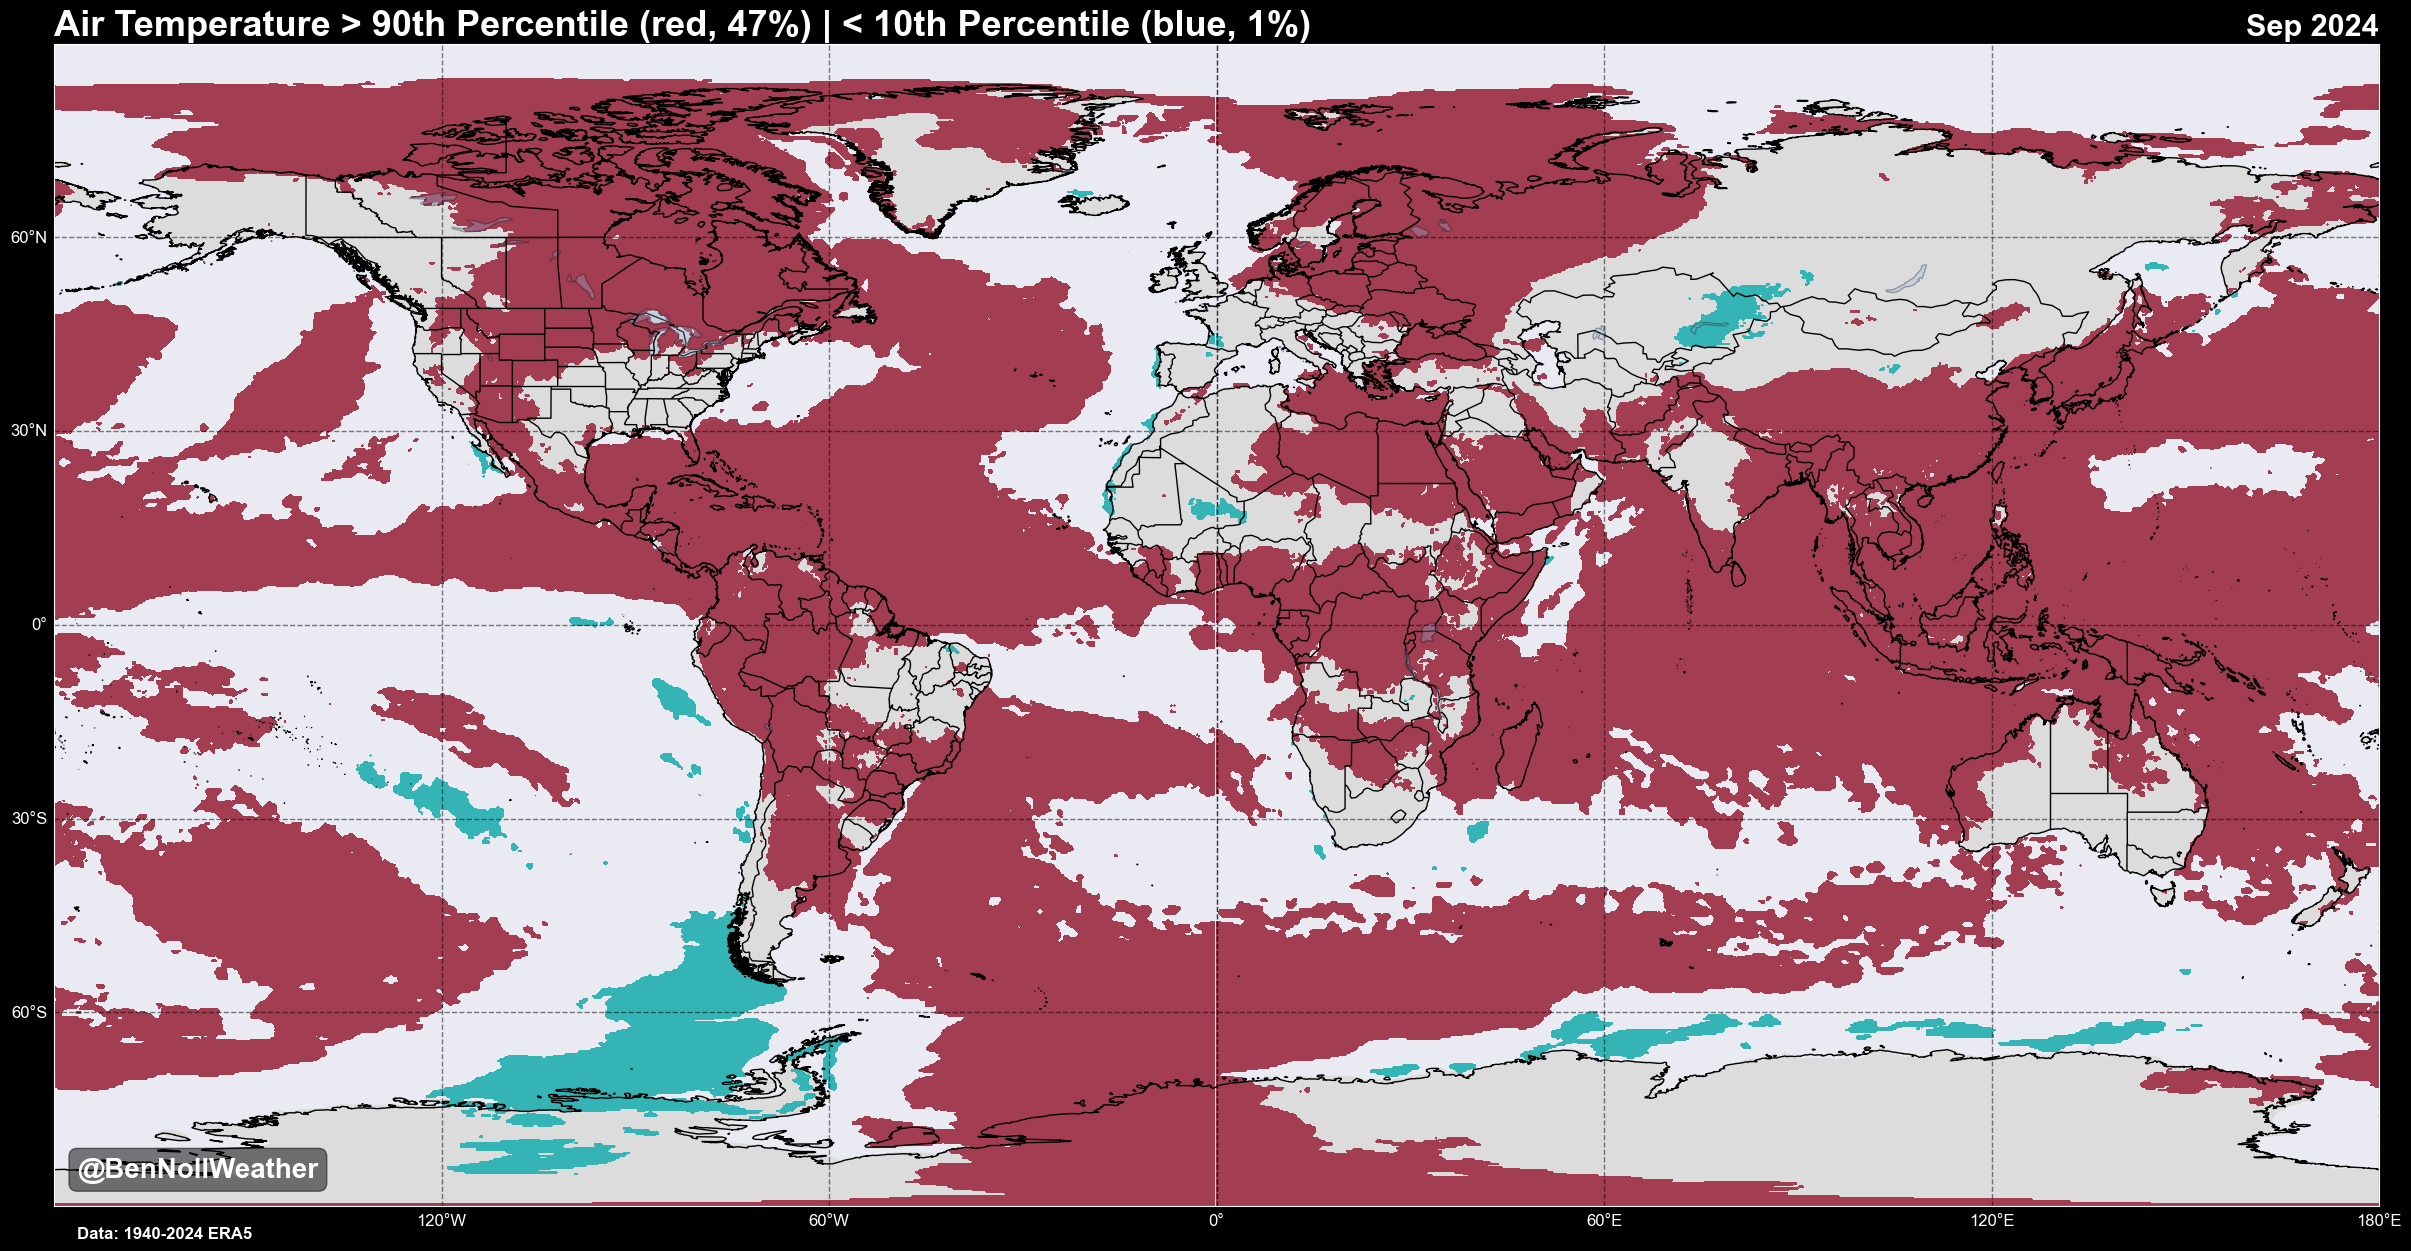 Air Temperature > 90th Percentile (red, 47%) | < 10th Percentile (blue, 1%)
Sep 2024
60°N
30°N
0°
30°S
60°S
@BenNollWeather
120°W
60°W
0°
60°E
120°E
180°E
Data: 1940-2024 ERA5